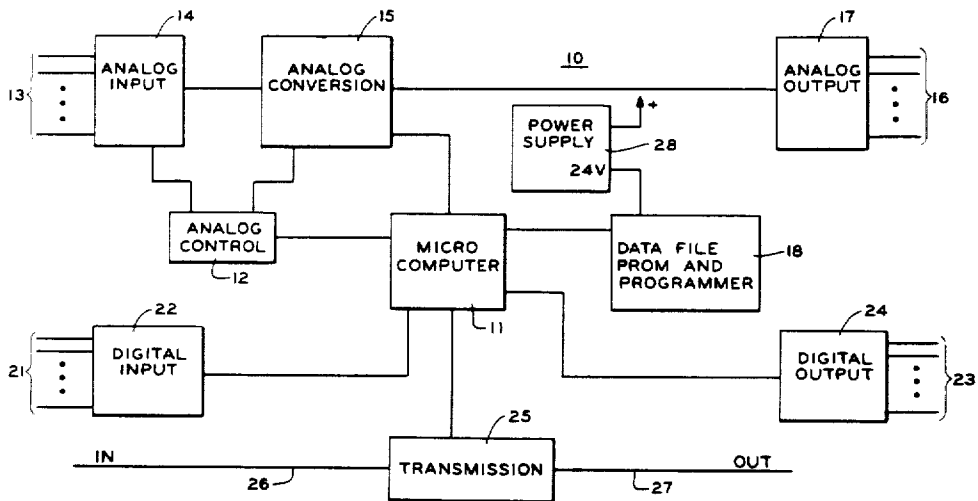 14
15
17
10
13
ANALOG
INPUT
ANALOG
CONVERSION
ANALOG
OUTPUT
16
+
POWER
SUPPLY
28
24V
ANALOG
CONTROL
12
MICRO
COMPUTER
11
DATA FILE
PROM AND
PROGRAMMER
18
22
24
21
DIGITAL
INPUT
DIGITAL
OUTPUT
23
25
IN
TRANSMISSION
OUT
26
27